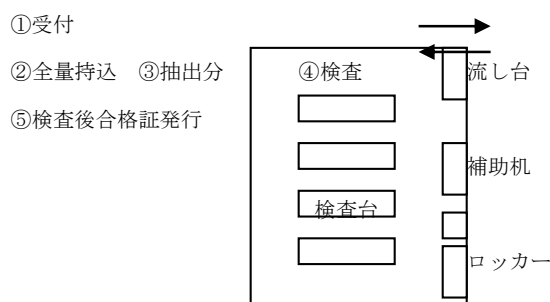 ①受付
②全量持込　③抽出分　④検査　流し台
⑤検査後合格証発行
補助机
検査台
ロッカー